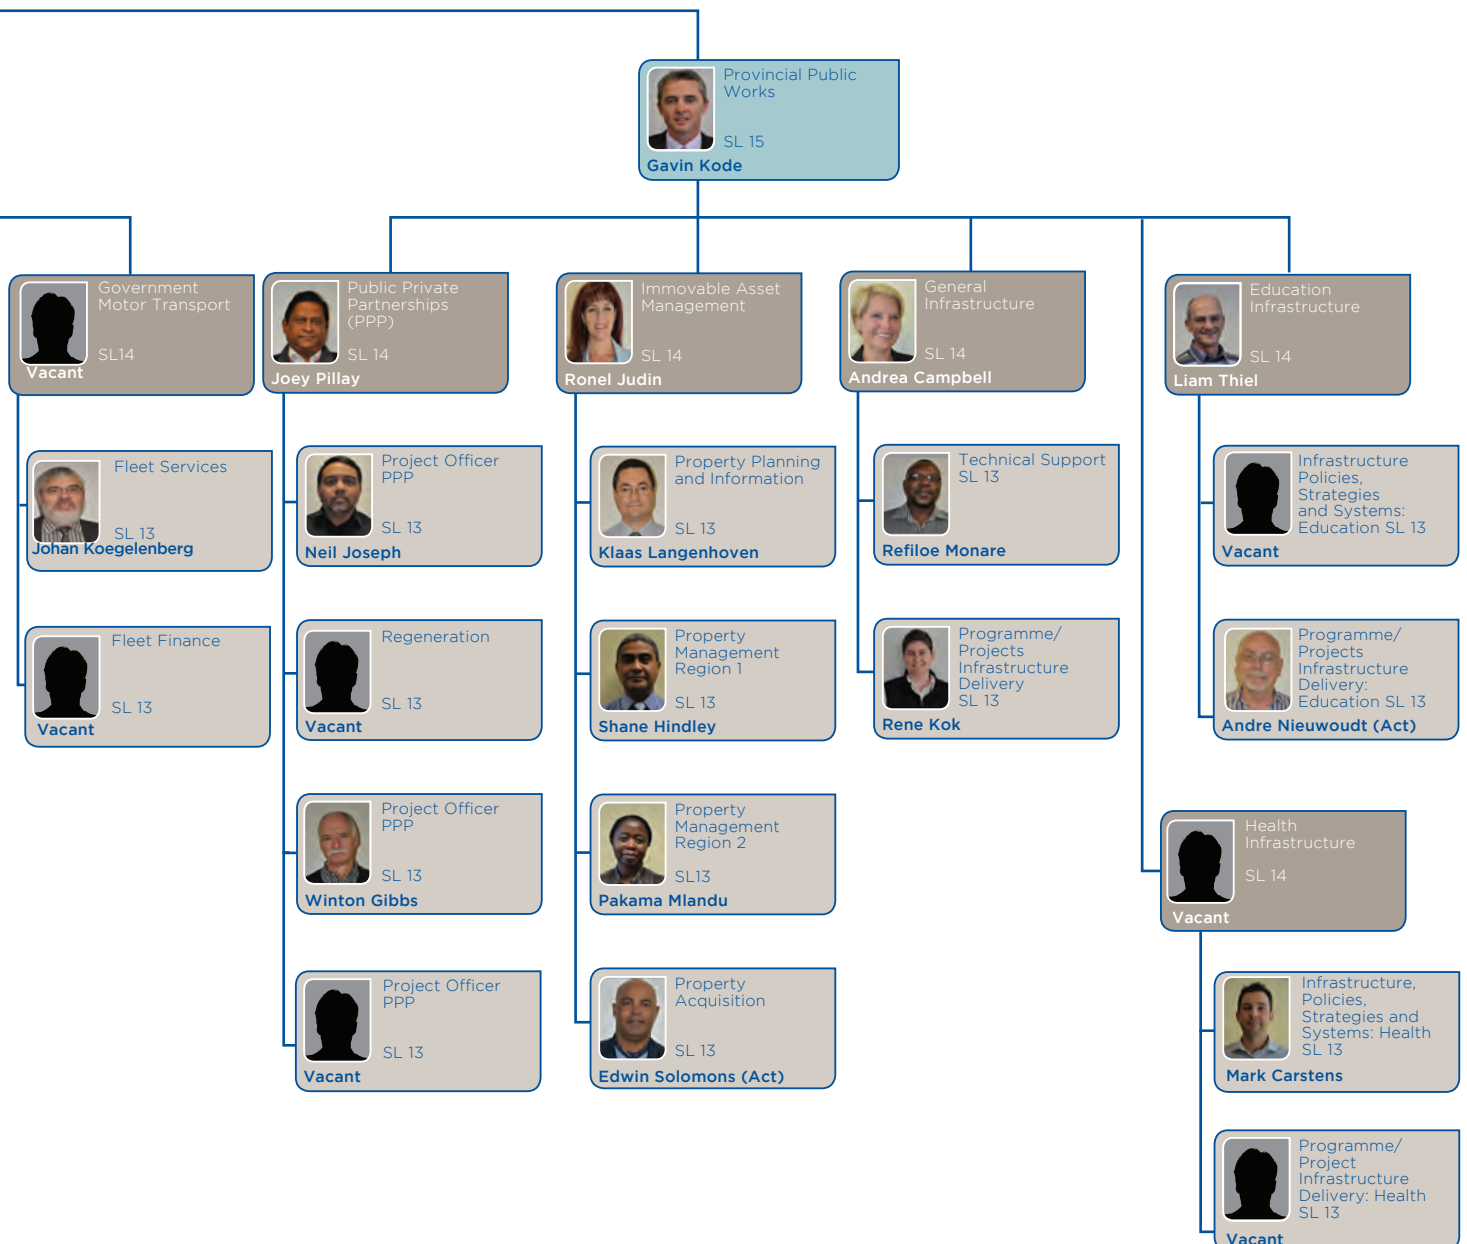 Provincial Public
Works
SL 15
Gavin Kode
Government
Motor Transport
SL14
Vacant
Public Private
Partnerships
(PPP)
SL 14
Joey Pillay
Immovable Asset
Management
SL 14
Ronel Judin
General
Infrastructure
SL 14
Andrea Campbell
Education
Infrastructure
SL 14
Liam Thiel
Fleet Services
SL 13
Johan Koegelenberg
Project Officer
PPP
SL 13
Neil Joseph
Property Planning
and Information
SL 13
Klaas Langenhoven
Technical Support
SL 13
Refiloe Monare
Infrastructure
Policies,
Strategies
and Systems:
Education SL 13
Vacant
Fleet Finance
SL 13
Vacant
Regeneration
SL 13
Vacant
Property
Management
Region 1
SL 13
Shane Hindley
Programme/
Projects
Infrastructure
Delivery
SL 13
Rene Kok
Programme/
Projects
Infrastructure
Delivery:
Education SL 13
Andre Nieuwoudt (Act)
Project Officer
PPP
SL 13
Winton Gibbs
Property
Management
Region 2
SL13
Pakama Mlandu
Health
Infrastructure
SL 14
Vacant
Project Officer
PPP
SL 13
Vacant
Property
Acquisition
SL 13
Edwin Solomons (Act)
Infrastructure,
Policies,
Strategies and
Systems: Health
SL 13
Mark Carstens
Programme/
Project
Infrastructure
Delivery: Health
SL 13
Vacant